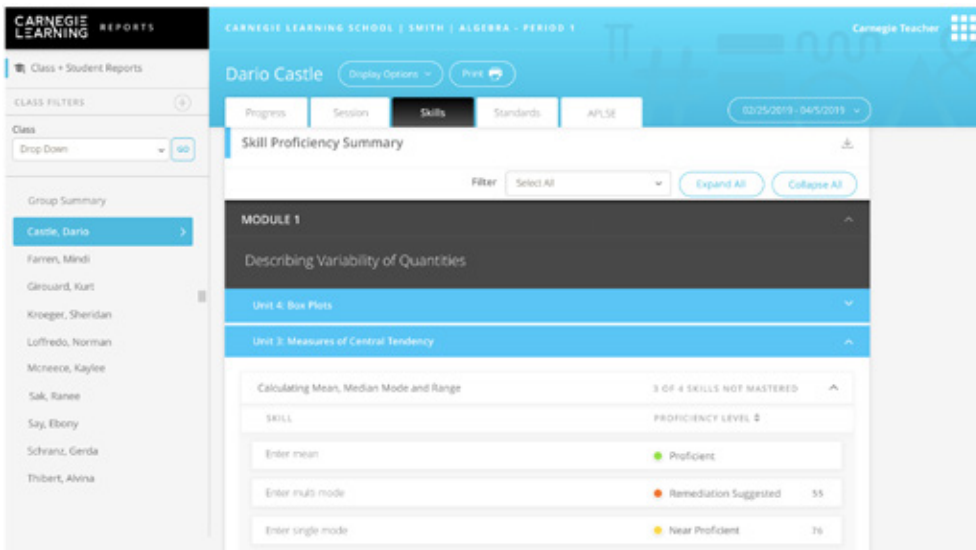 CARNEGIE LEARNING REPORTS
Class + Student Reports
CLASS FILTERS
Class
Drop Down
GO
Group Summary
Castle, Dario
Farren, Mindi
Girouard, Kurt
Kroeger, Sheridan
Loffredo, Norman
Mcneece, Kaylee
Sak, Ranee
Say, Ebony
Schranz, Gerda
Thibert, Alvina
CARNEGIE LEARNING SCHOOL | SMITH | ALGEBRA - PERIOD 1
Carnegie Teacher
Dario Castle
Display Options
Print
Progress
Session
Skills
Standards
APLSE
02/25/2019 - 04/5/2019
Skill Proficiency Summary
Filter
Select All
Expand All
Collapse All
MODULE 1
Describing Variability of Quantities
Unit 4: Box Plots
Unit 3: Measures of Central Tendency
Calculating Mean, Median Mode and Range
3 OF 4 SKILLS NOT MASTERED
SKILL
PROFICIENCY LEVEL
Enter mean
Proficient
Enter multi mode
Remediation Suggested 55
Enter single mode
Near Proficient 76